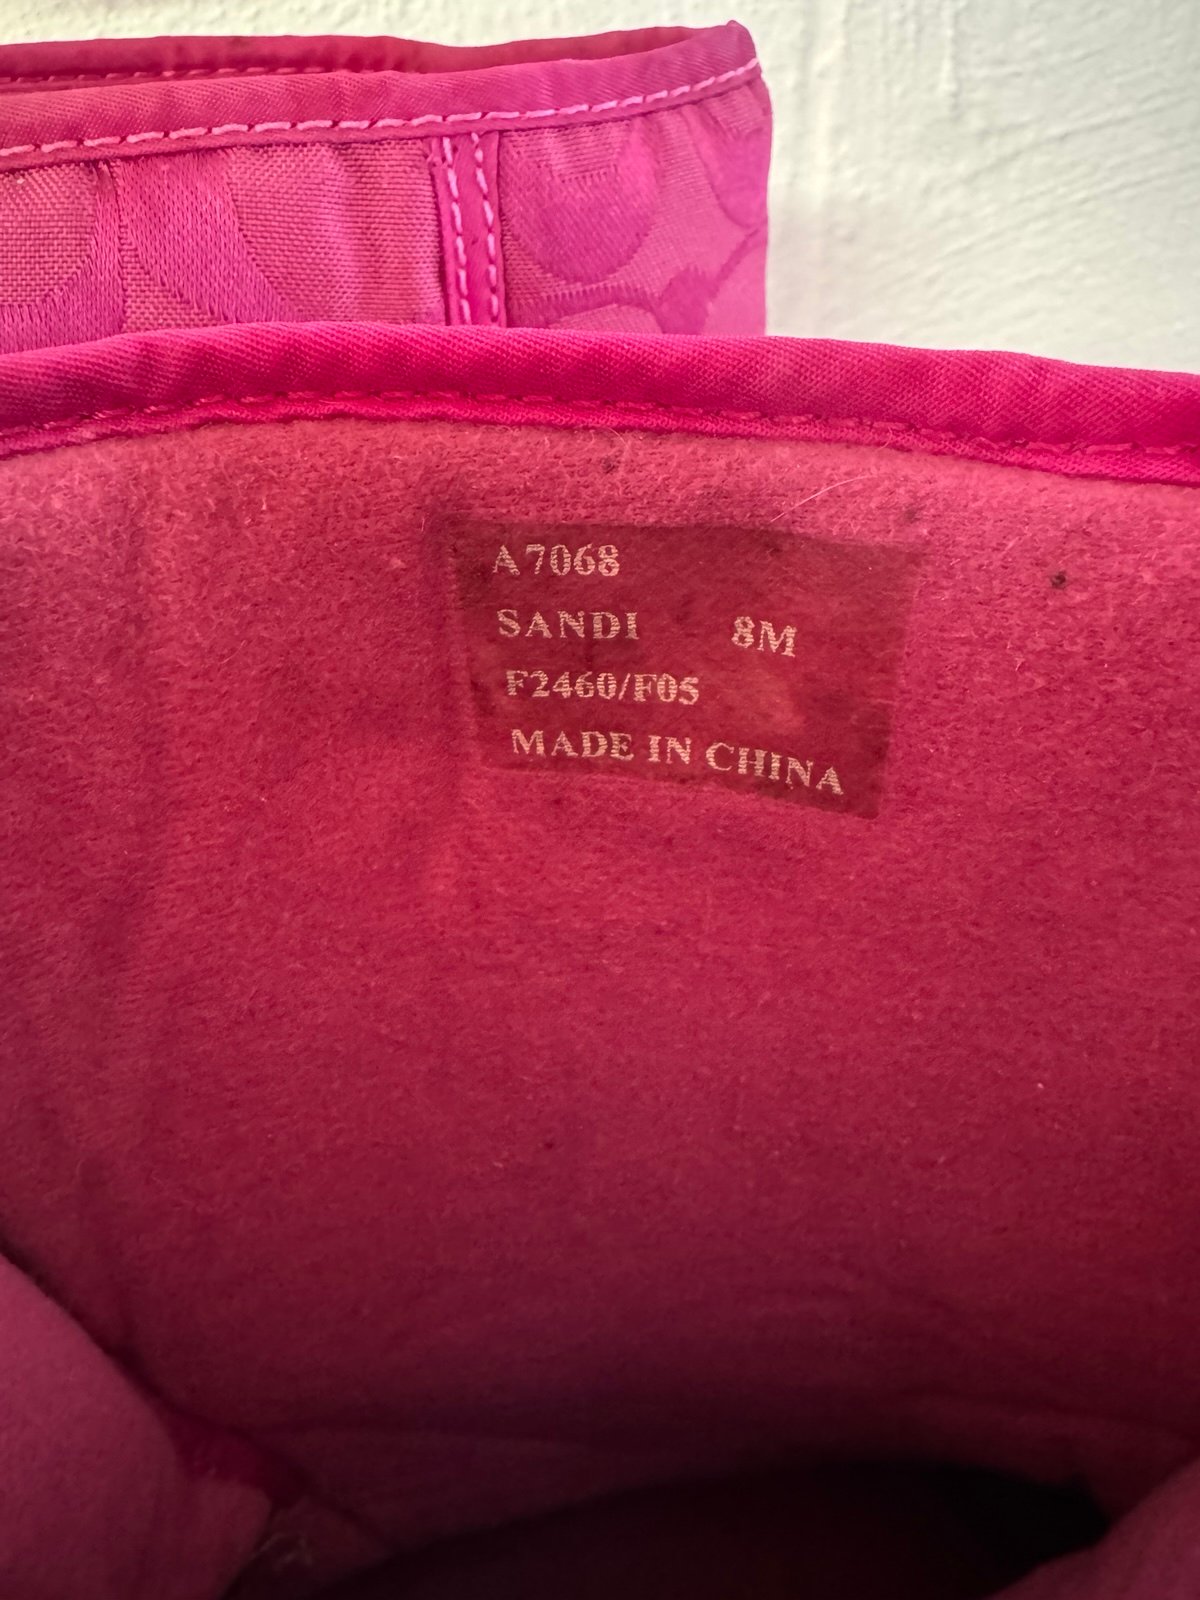 A7068
SANDI 8M
F2460/F05
MADE IN CHINA